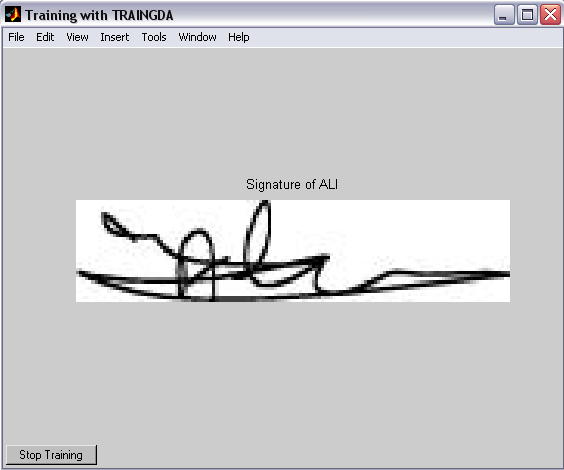 Training with TRAINGDA
File Edit View Insert Tools Window Help
Signature of ALI
Stop Training